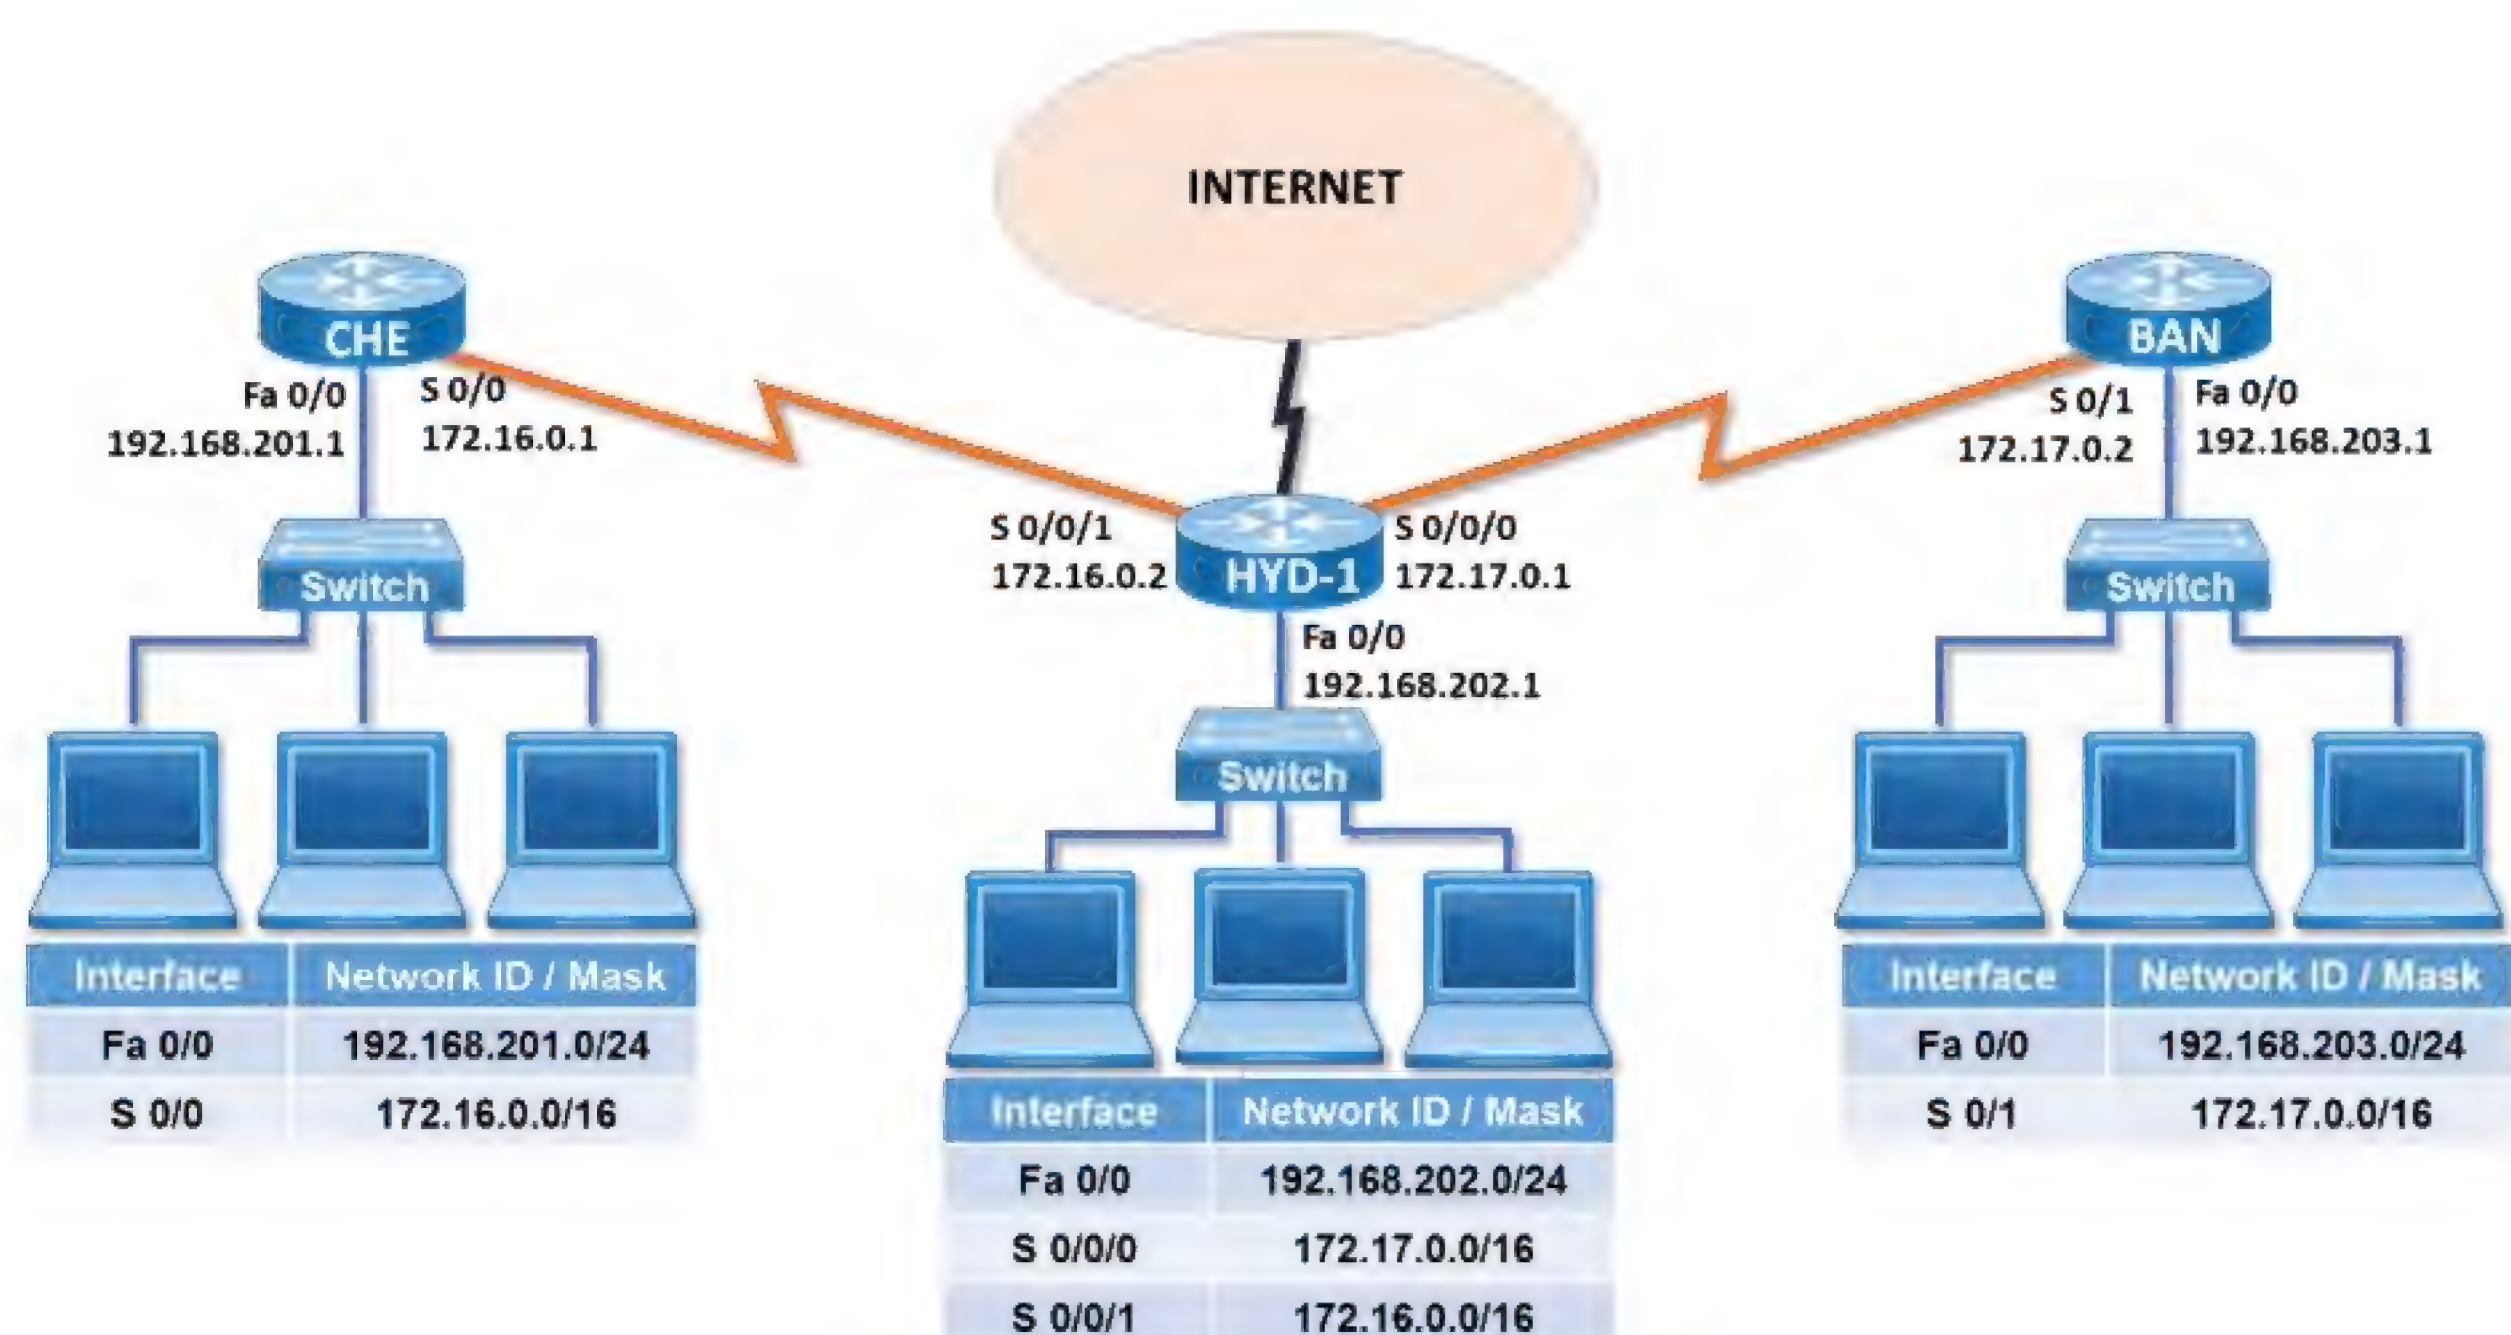 INTERNET
CHE
BAN
Fa 0/0
192.168.201.1
S 0/0
172.16.0.1
S 0/1
172.17.0.2
Fa 0/0
192.168.203.1
S 0/0/1
172.16.0.2
HYD-1
S 0/0/0
172.17.0.1
Fa 0/0
192.168.202.1
Switch
Switch
Switch
Interface Network ID / Mask
Fa 0/0 192.168.201.0/24
S 0/0 172.16.0.0/16
Interface Network ID / Mask
Fa 0/0 192.168.202.0/24
S 0/0/0 172.17.0.0/16
S 0/0/1 172.16.0.0/16
Interface Network ID / Mask
Fa 0/0 192.168.203.0/24
S 0/1 172.17.0.0/16